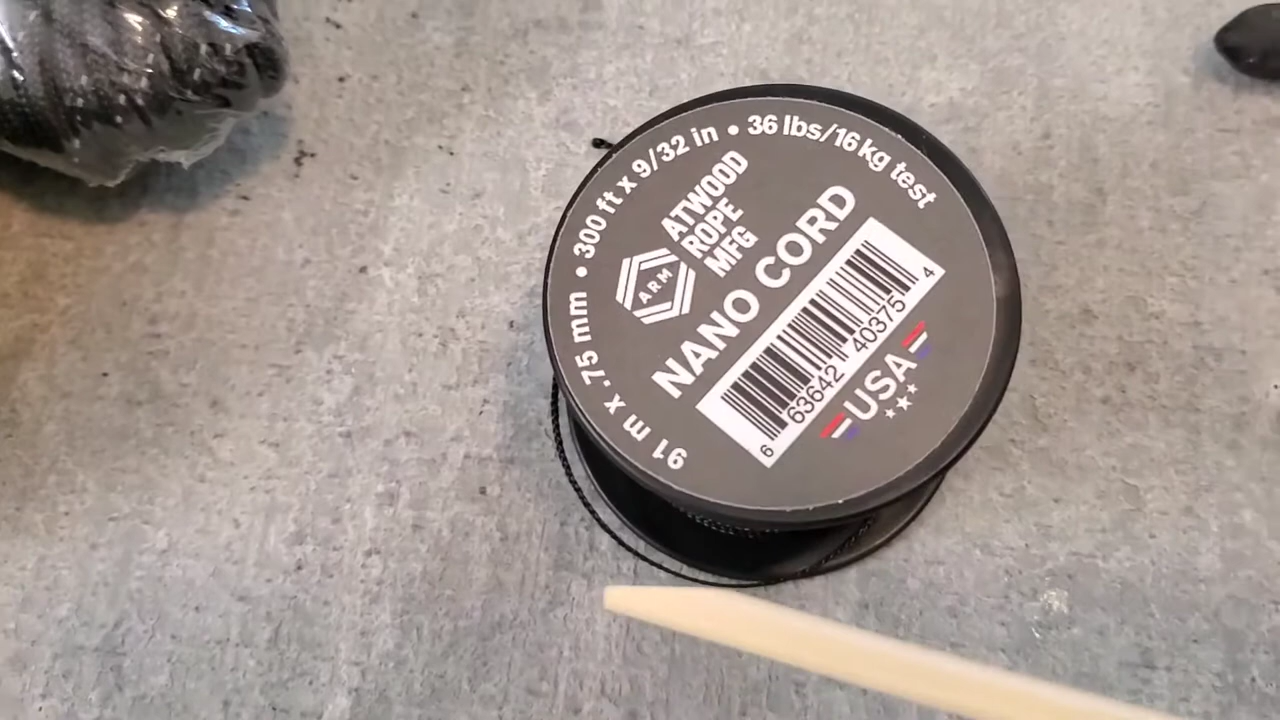 91 m x .75 mm • 300 ft x 9/32 in • 36 lbs/16 kg test
ARM
ATWOOD
ROPE
MFG
NANO CORD
6 63642 40375 4
USA